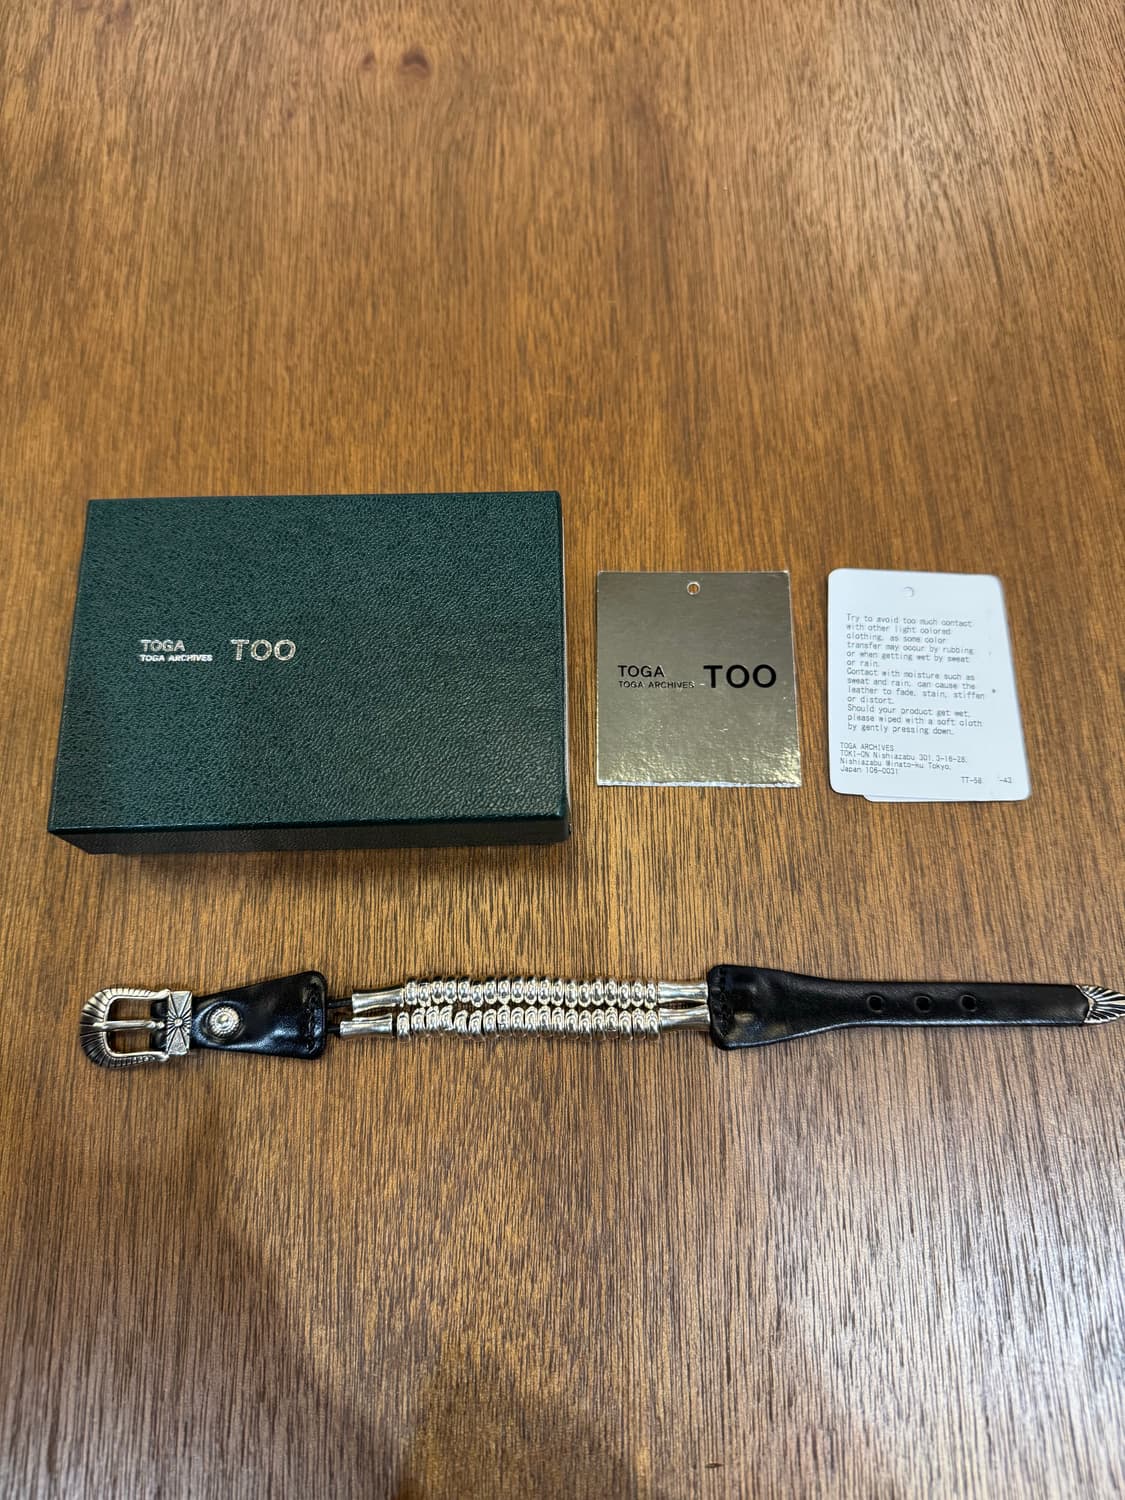 TOGA TOO
TOGA ARCHIVES
TOGA TOO
TOGA ARCHIVES
Try to avoid too much contact
with other light colored
clothing, as some color
transfer may occur by rubbing
or when getting wet by sweat
or rain.
Contact with moisture such as
sweat and rain, can cause the
leather to fade, stain, stiffen
or distort.
Should your product get wet,
please wiped with a soft cloth
by gently pressing down.
TOGA ARCHIVES
TOKI-ON Nishiazabu 301,3-16-28,
Nishiazabu Minato-ku Tokyo,
Japan 106-0031